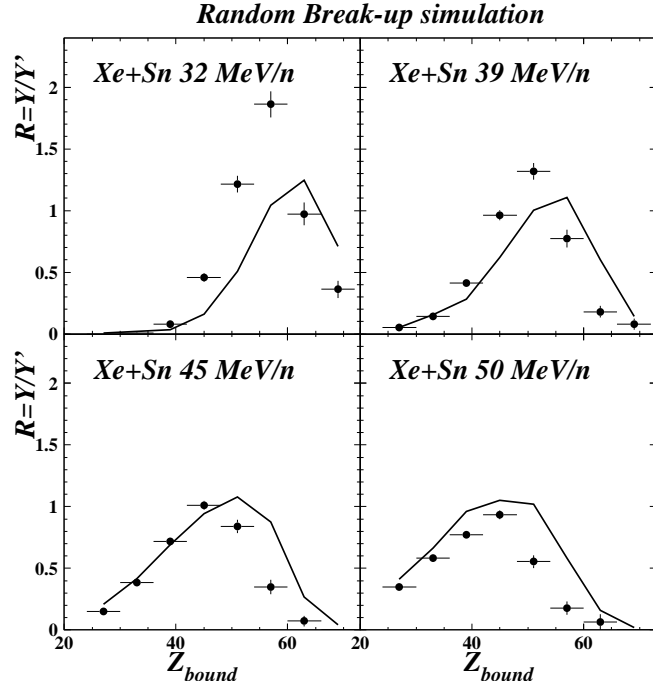 Random Break-up simulation
Xe+Sn 32 MeV/n
Xe+Sn 39 MeV/n
R=Y/Y'
2
1.5
1
0.5
0
Xe+Sn 45 MeV/n
Xe+Sn 50 MeV/n
R=Y/Y'
2
1.5
1
0.5
0
20 40 60 20 40 60
Z_bound Z_bound